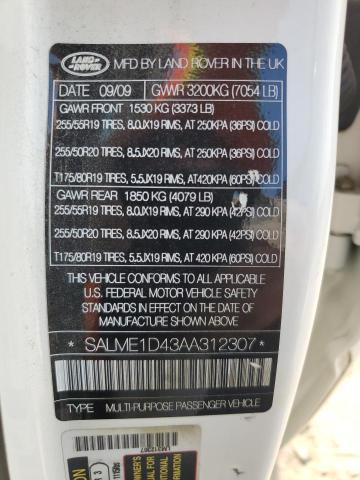 LAND ROVER MFD BY LAND ROVER IN THE UK
DATE 09/09 GVWR 3200KG (7054 LB)
GAWR FRONT 1530 KG (3373 LB)
255/55R19 TIRES, 8.0JX19 RIMS, AT 250KPA (36PSI) COLD
255/50R20 TIRES, 8.5JX20 RIMS, AT 250KPA (36PSI) COLD
T175/80R19 TIRES, 5.5JX19 RIMS, AT420KPA (60PSI) COLD
GAWR REAR 1850 KG (4079 LB)
255/55R19 TIRES, 8.0JX19 RIMS, AT 290 KPA (42PSI) COLD
255/50R20 TIRES, 8.5JX20 RIMS, AT 290 KPA (42PSI) COLD
T175/80R19 TIRES, 5.5JX19 RIMS, AT 420 KPA (60PSI) COLD
THIS VEHICLE CONFORMS TO ALL APPLICABLE
U.S. FEDERAL MOTOR VEHICLE SAFETY AND THEFT
STANDARDS IN EFFECT ON THE DATE
OF MANUFACTURE SHOWN ABOVE
* SALME1D43AA312307 *
TYPE MULTI-PURPOSE PASSENGER VEHICLE